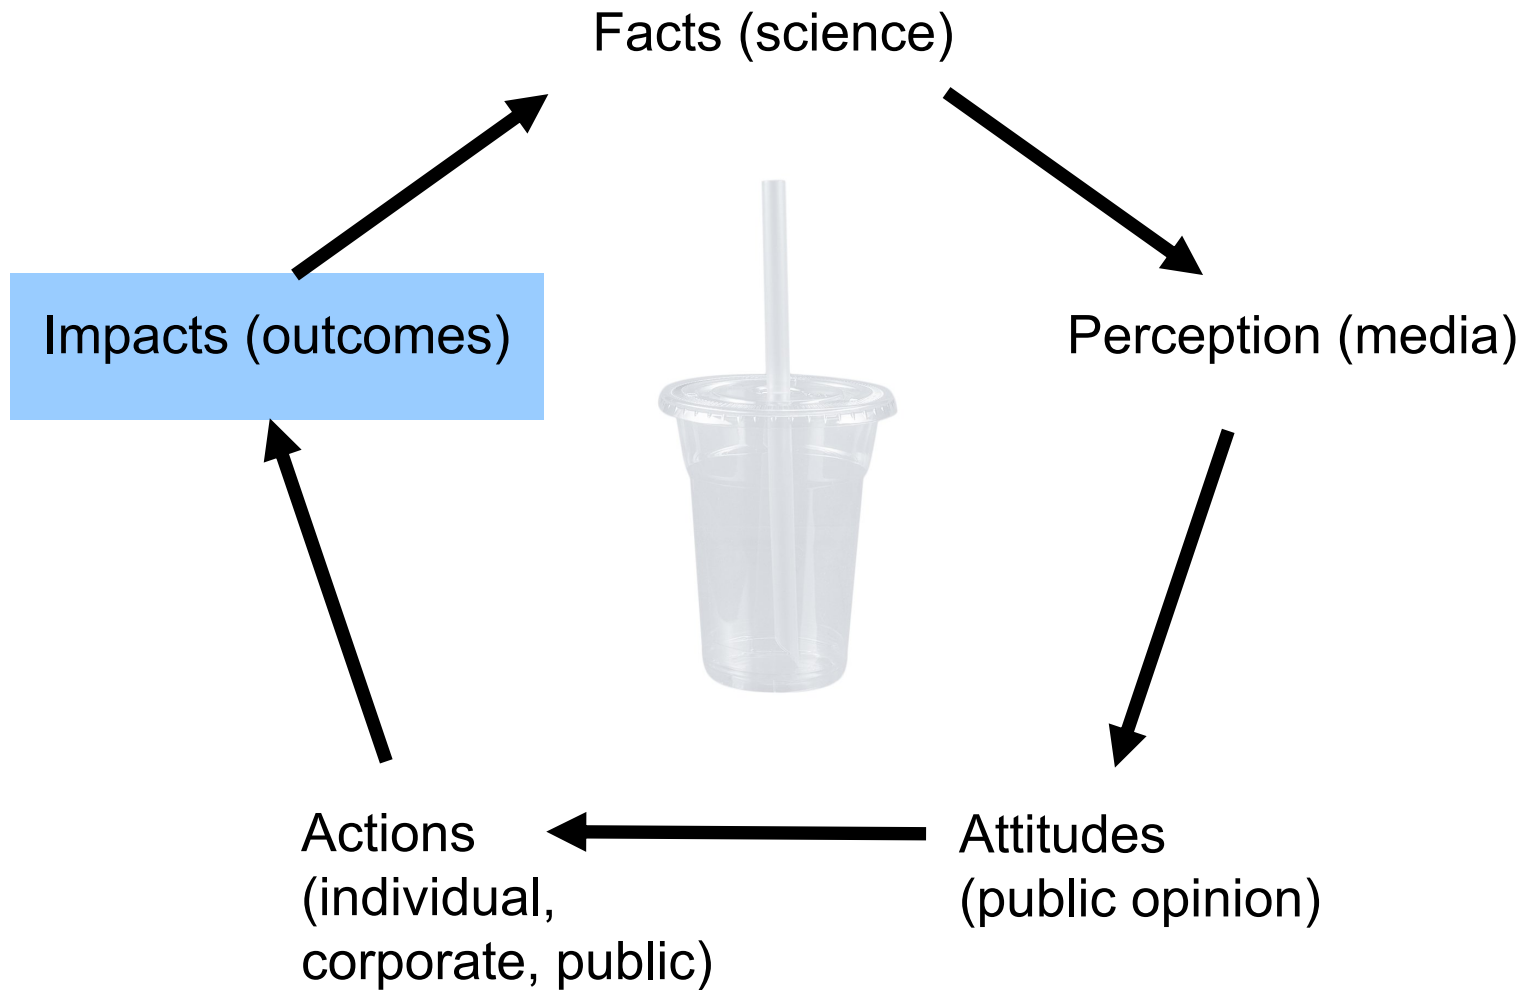 Facts (science)
Impacts (outcomes)
Perception (media)
Actions
(individual,
corporate, public)
Attitudes
(public opinion)